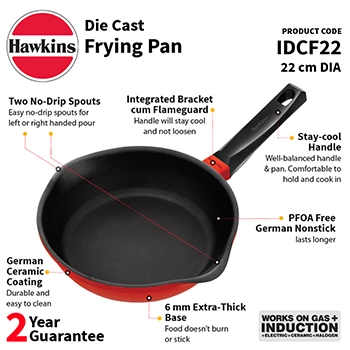 Hawkins
Die Cast
Frying Pan
PRODUCT CODE
IDCF22
22 cm DIA
Two No-Drip Spouts
Easy no-drip spouts for
left or right handed pour
Integrated Bracket
cum Flameguard
Handle will stay cool
and not loosen
Stay-cool
Handle
Well-balanced handle
& pan. Comfortable to
hold and cook in
PFOA Free
German Nonstick
lasts longer
German
Ceramic
Coating
Durable and
easy to clean
6 mm Extra-Thick
Base
Food doesn't burn
or stick
2 Year
Guarantee
WORKS ON GAS +
INDUCTION
+ELECTRIC+CERAMIC+HALOGEN